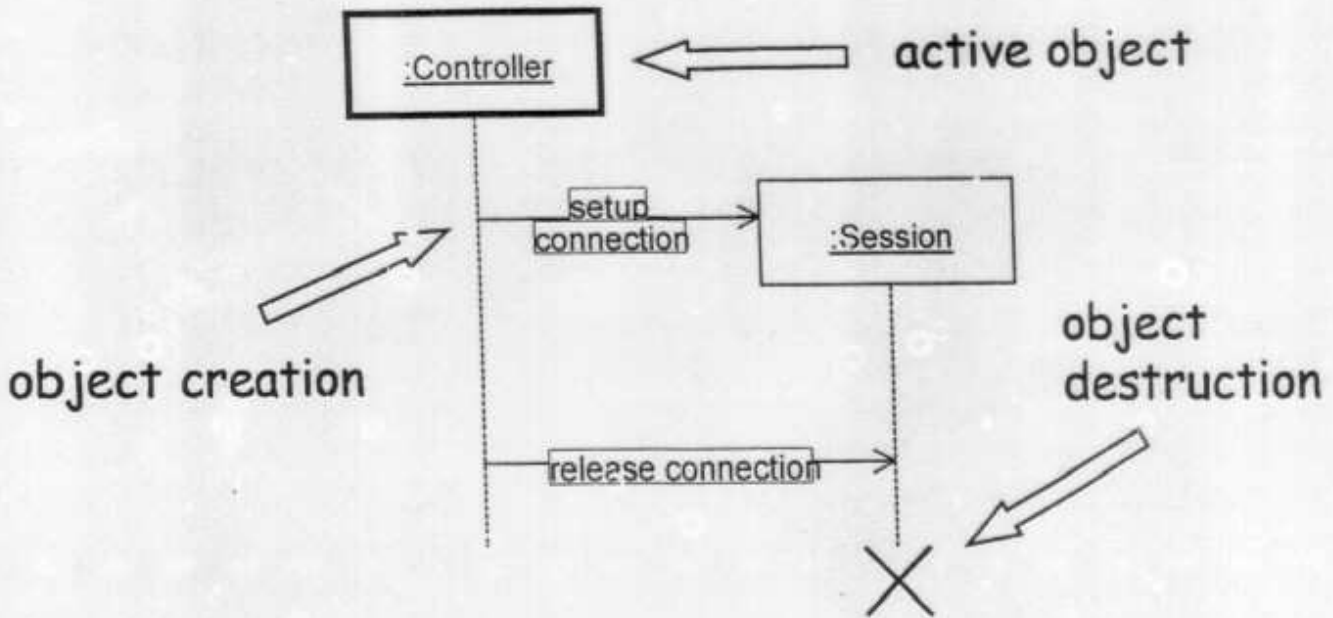 :Controller
active object
setup
connection
:Session
object creation
object
destruction
release connection